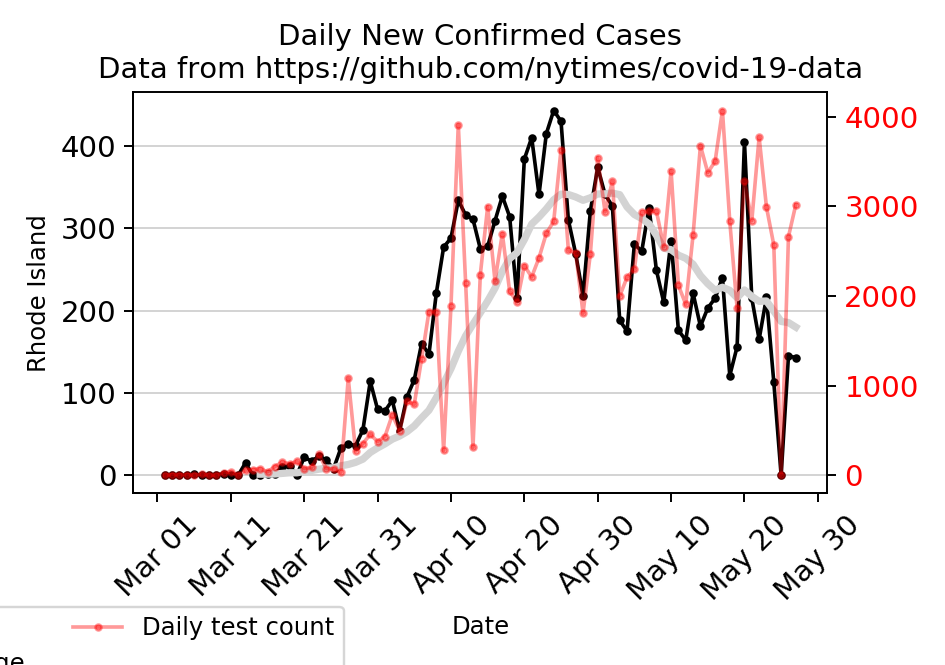 Daily New Confirmed Cases
Data from https://github.com/nytimes/covid-19-data
Rhode Island
400
300
200
100
0
4000
3000
2000
1000
0
Mar 01
Mar 11
Mar 21
Mar 31
Apr 10
Apr 20
Apr 30
May 10
May 20
May 30
Date
Daily test count